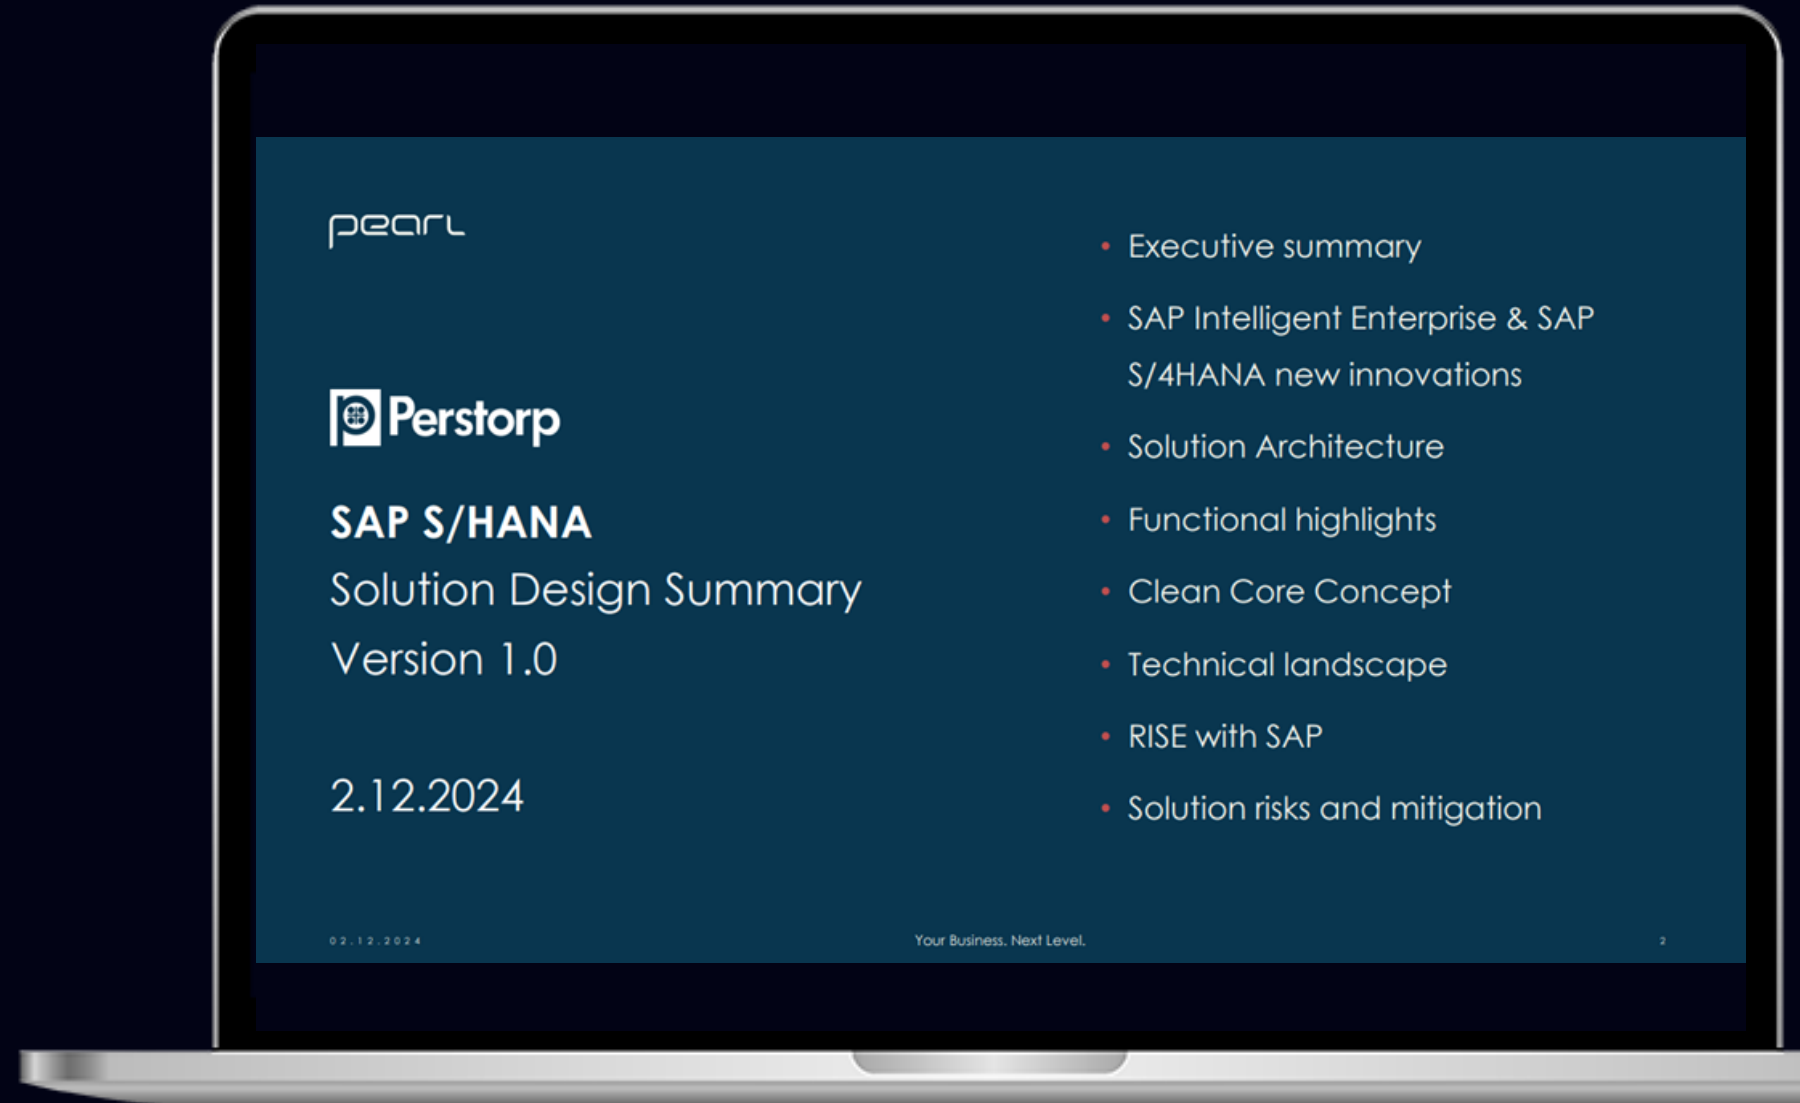 pearl
Perstorp
SAP S/HANA
Solution Design Summary
Version 1.0
2.12.2024
• Executive summary
• SAP Intelligent Enterprise & SAP
S/4HANA new innovations
• Solution Architecture
• Functional highlights
• Clean Core Concept
• Technical landscape
• RISE with SAP
• Solution risks and mitigation
02.12.2024
Your Business. Next Level.
2